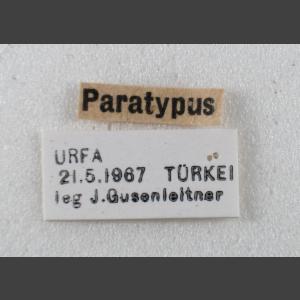 Paratypus
URFA
21.5.1967 TÜRKEI
leg J.Gusenleitner